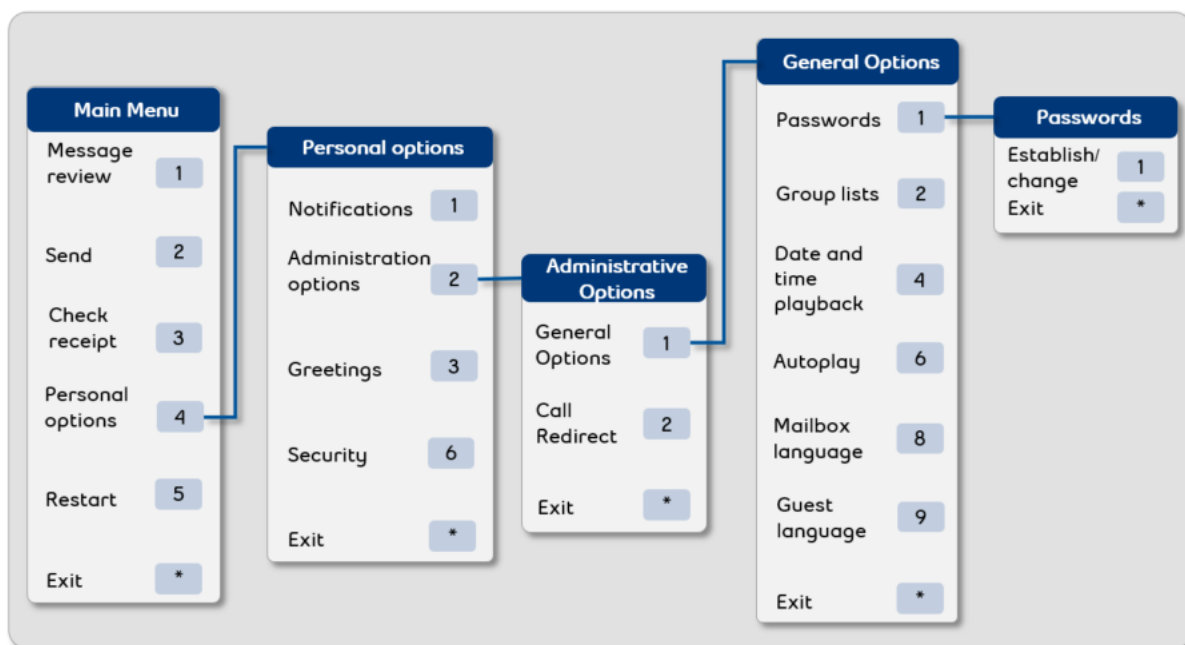 Main Menu
Message
review
1
Send
2
Check
receipt
3
Personal
options
4
Restart
5
Exit
*
Personal options
Notifications
1
Administration
options
2
Greetings
3
Security
6
Exit
*
Administrative
Options
General
Options
1
Call
Redirect
2
Exit
*
General Options
Passwords
1
Group lists
2
Date and
time
playback
4
Autoplay
6
Mailbox
language
8
Guest
language
9
Exit
*
Passwords
Establish/
change
1
Exit
*